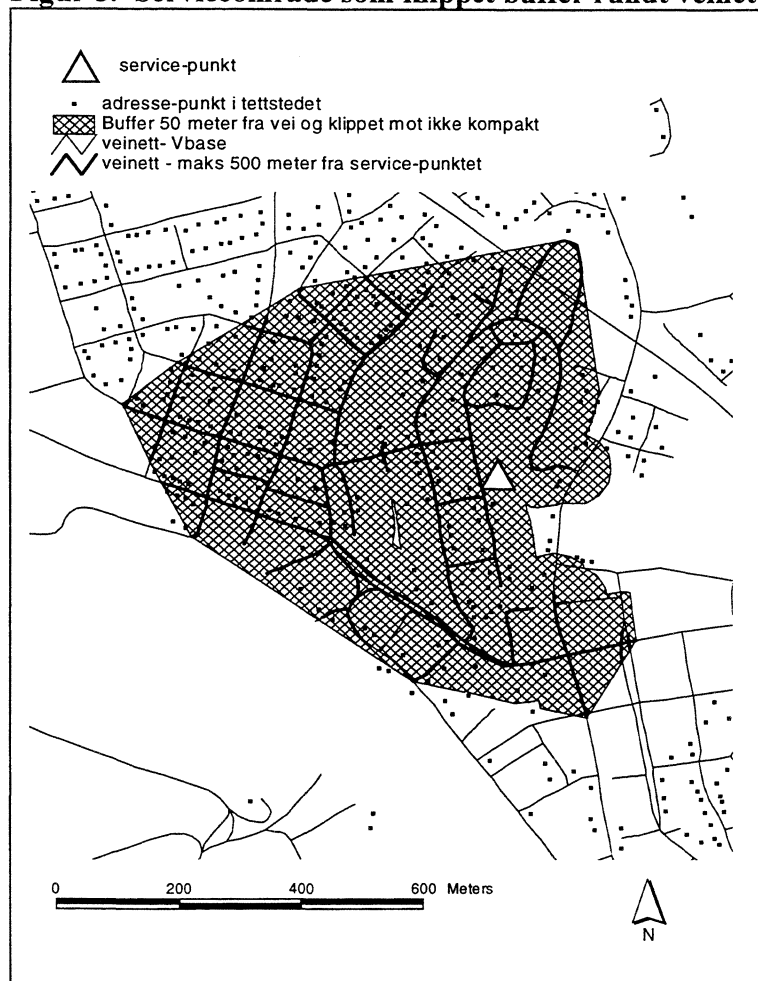 service-punkt
adresse-punkt i tettstedet
Buffer 50 meter fra vei og klippet mot ikke kompakt
veinett- Vbase
veinett - maks 500 meter fra service-punktet
0 200 400 600 Meters
N